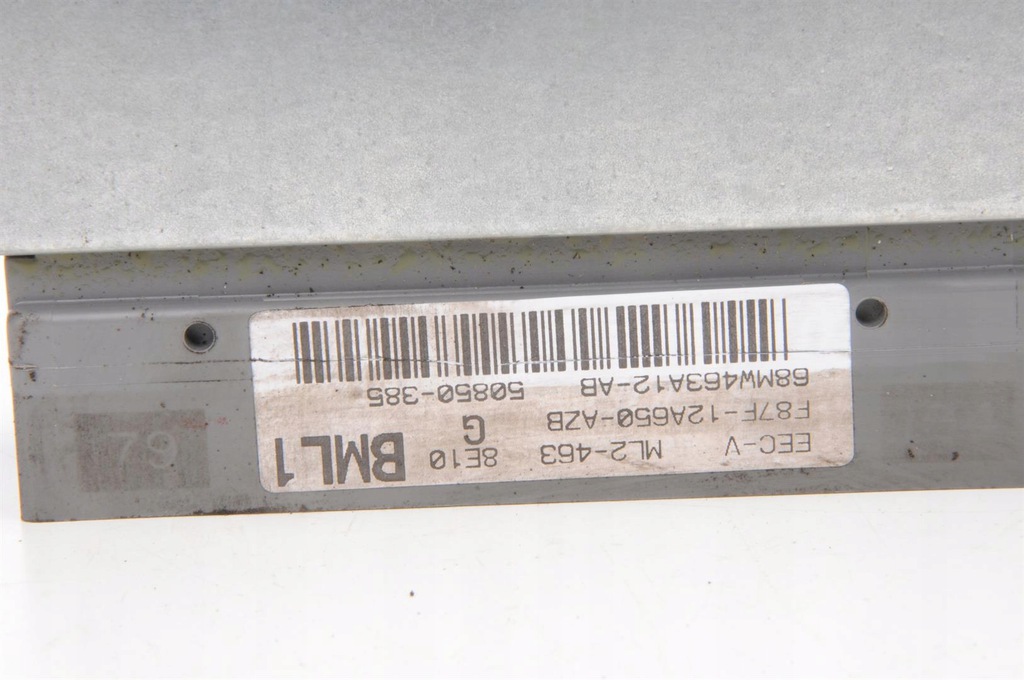 EEC-V ML2-463 8E10 BML1
F87F-12A650-AZB G
68MW463A12-AB 50850-385
79